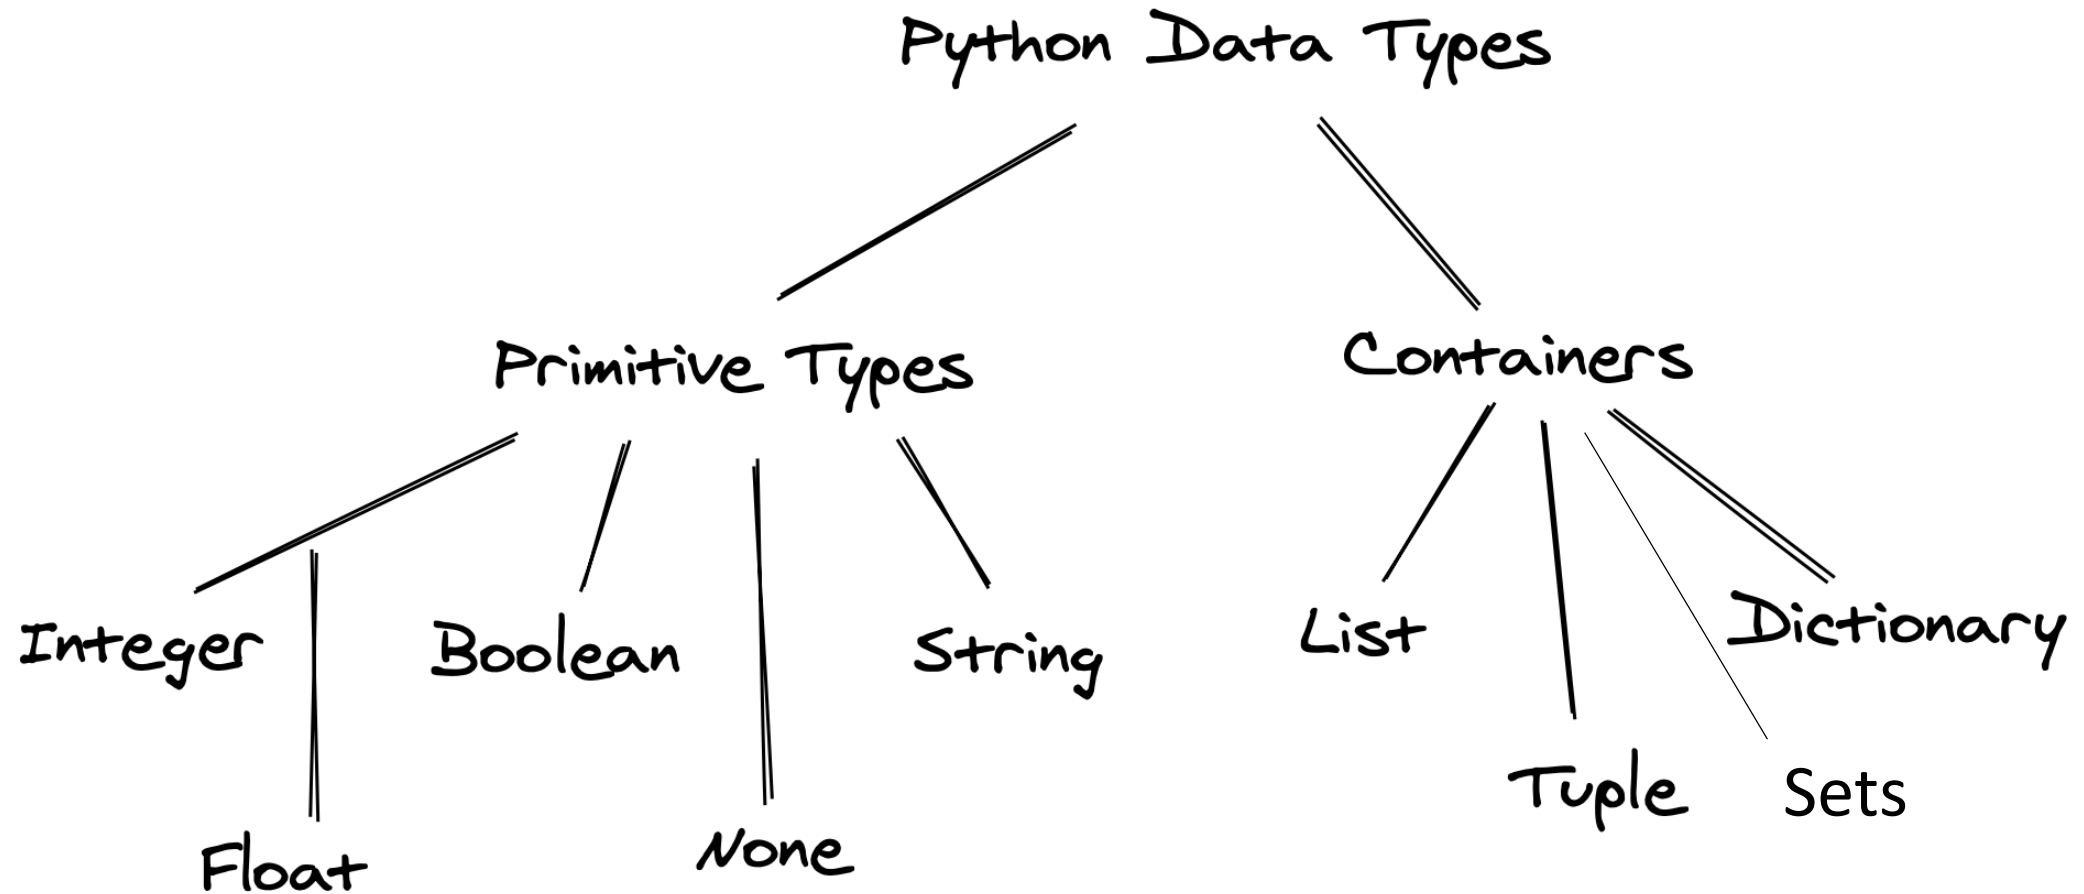 Python Data Types
Primitive Types
Containers
Integer
Boolean
String
List
Dictionary
Float
None
Tuple
Sets